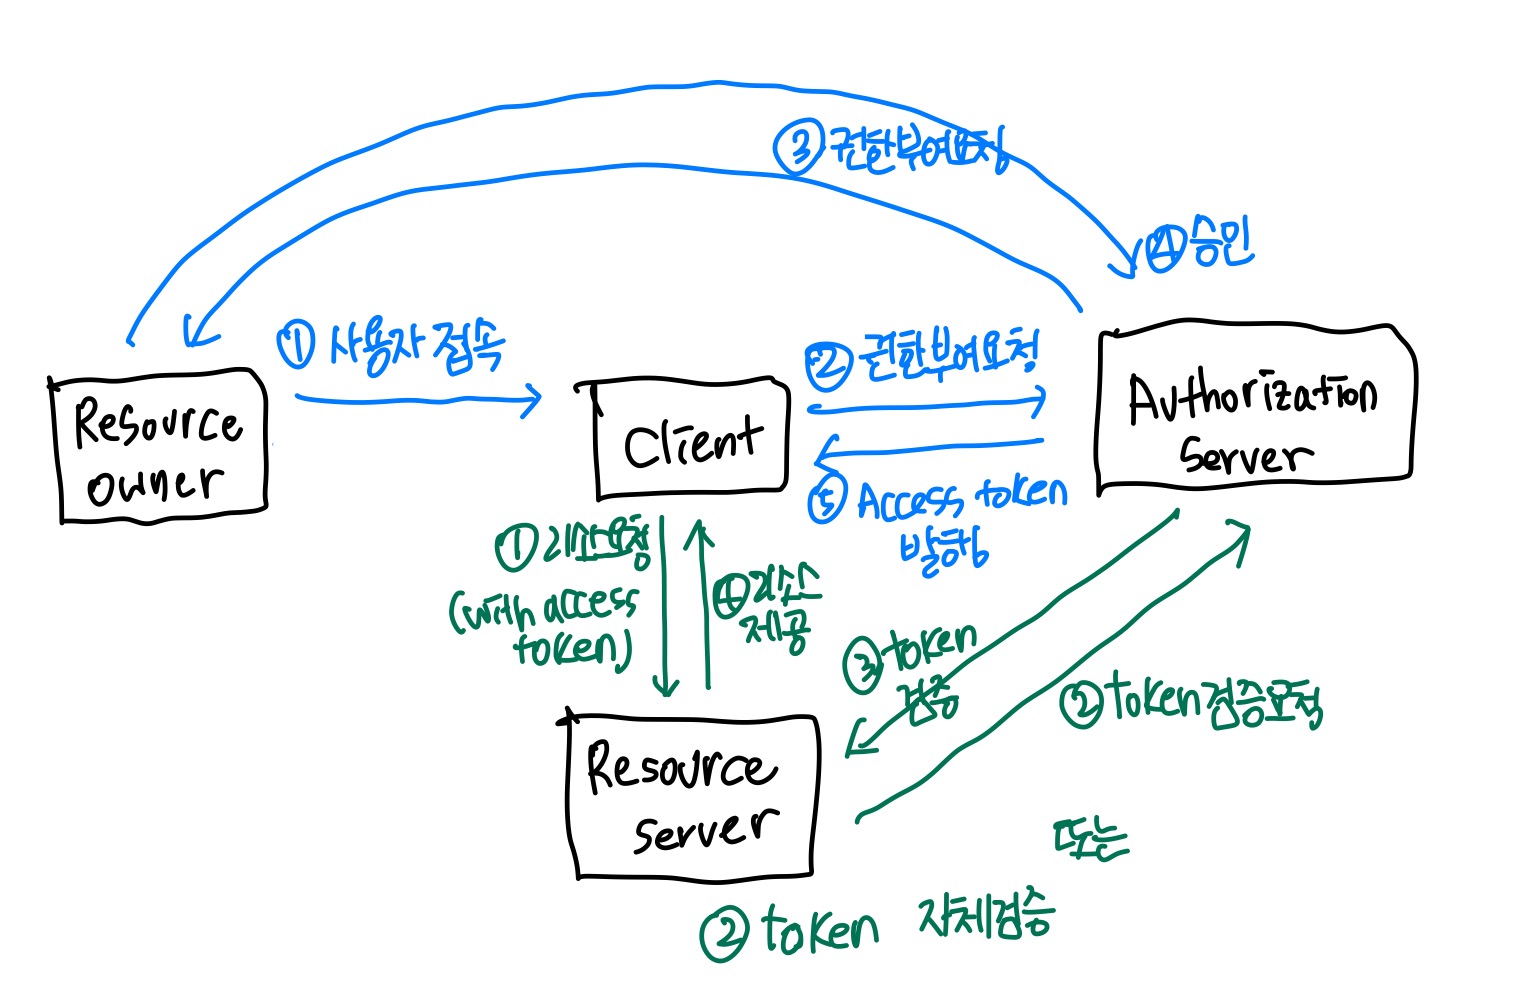 ③ 권한부여요청
④ 승인
① 사용자 접속
② 권한부여요청
Resource
owner
Client
Authorization
Server
⑤ Access token
발행
① 리소스요청
(with access
token)
④ 리소스
제공
③ token
검증
② token 검증요청
Resource
server
또는
② token 자체검증